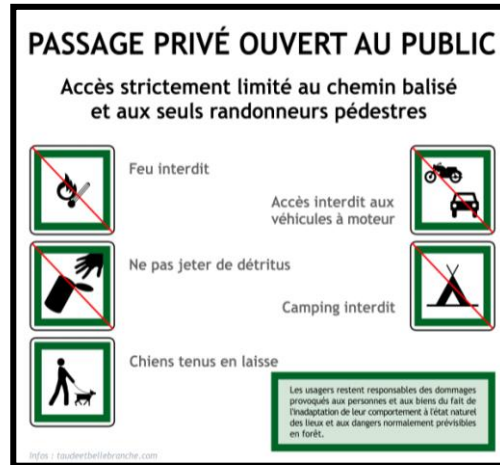 PASSAGE PRIVÉ OUVERT AU PUBLIC
Accès strictement limité au chemin balisé
et aux seuls randonneurs pédestres
Feu interdit
Accès interdit aux
véhicules à moteur
Ne pas jeter de détritus
Camping interdit
Chiens tenus en laisse
Les usagers restent responsables des dommages
provoqués aux personnes et aux biens du fait de
l'inadaptation de leur comportement à l'état naturel
des lieux et aux dangers normalement prévisibles
en forêt.
Infos : taudeetbellebranche.com